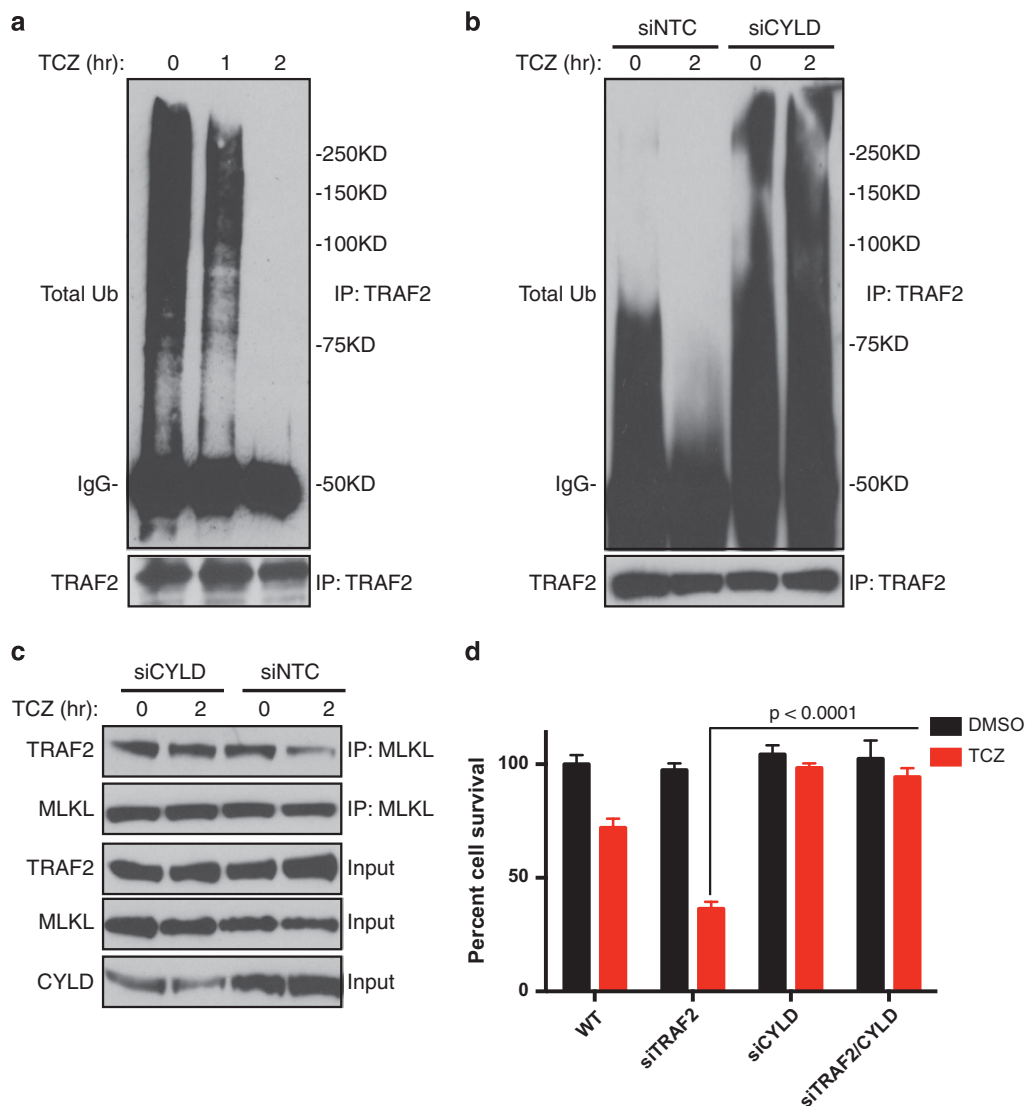 a
TCZ (hr): 0 1 2
-250KD
-150KD
-100KD
Total Ub
IP: TRAF2
-75KD
IgG-
-50KD
TRAF2
IP: TRAF2
b
siNTC siCYLD
TCZ (hr): 0 2 0 2
-250KD
-150KD
-100KD
Total Ub
IP: TRAF2
-75KD
IgG-
-50KD
TRAF2
IP: TRAF2
c
siCYLD siNTC
TCZ (hr): 0 2 0 2
TRAF2 IP: MLKL
MLKL IP: MLKL
TRAF2 Input
MLKL Input
CYLD Input
d
p < 0.0001
DMSO
TCZ
Percent cell survival
100
50
0
WT
siTRAF2
siCYLD
siTRAF2/CYLD